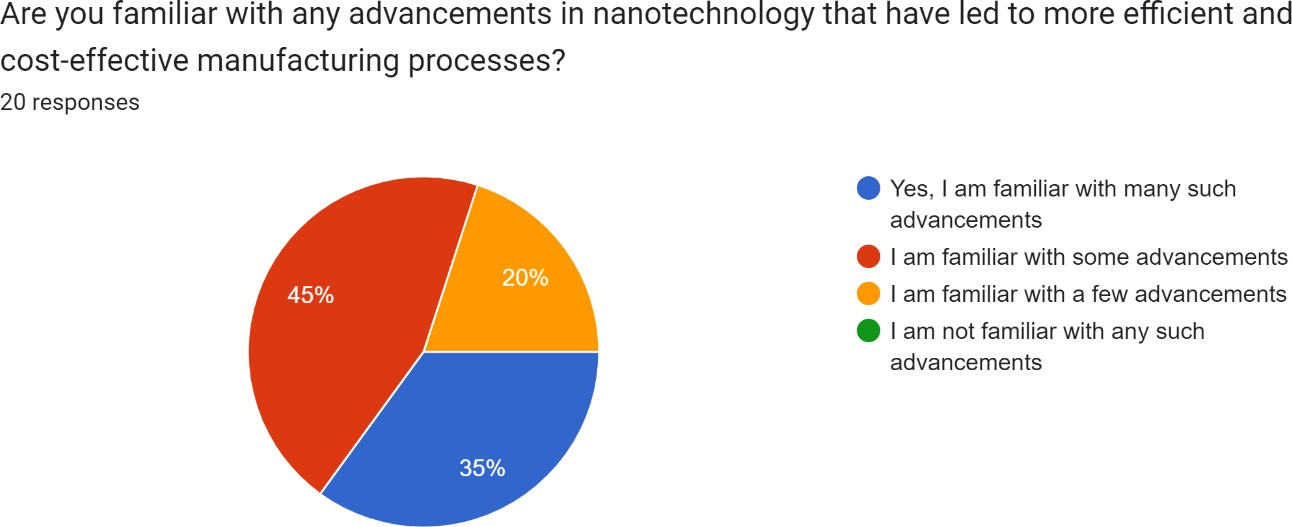 Are you familiar with any advancements in nanotechnology that have led to more efficient and
cost-effective manufacturing processes?
20 responses
Yes, I am familiar with many such
advancements
I am familiar with some advancements
I am familiar with a few advancements
I am not familiar with any such
advancements
45%
20%
35%